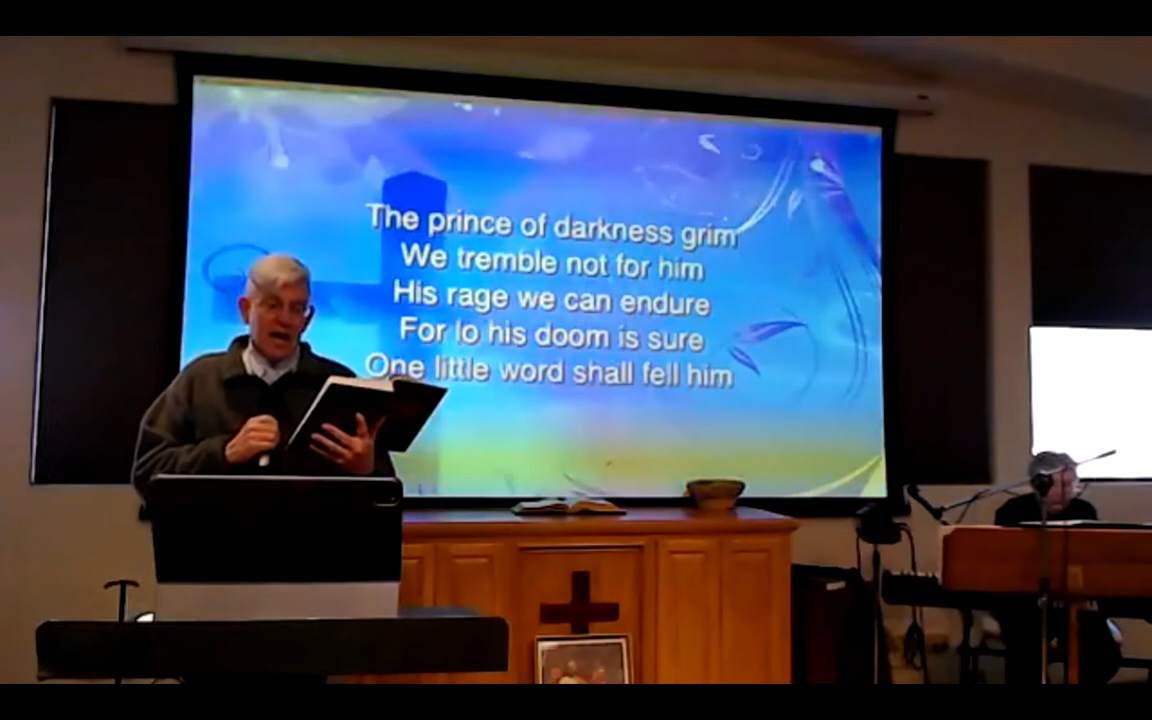 The prince of darkness grim
We tremble not for him
His rage we can endure
For lo his doom is sure
One little word shall fell him